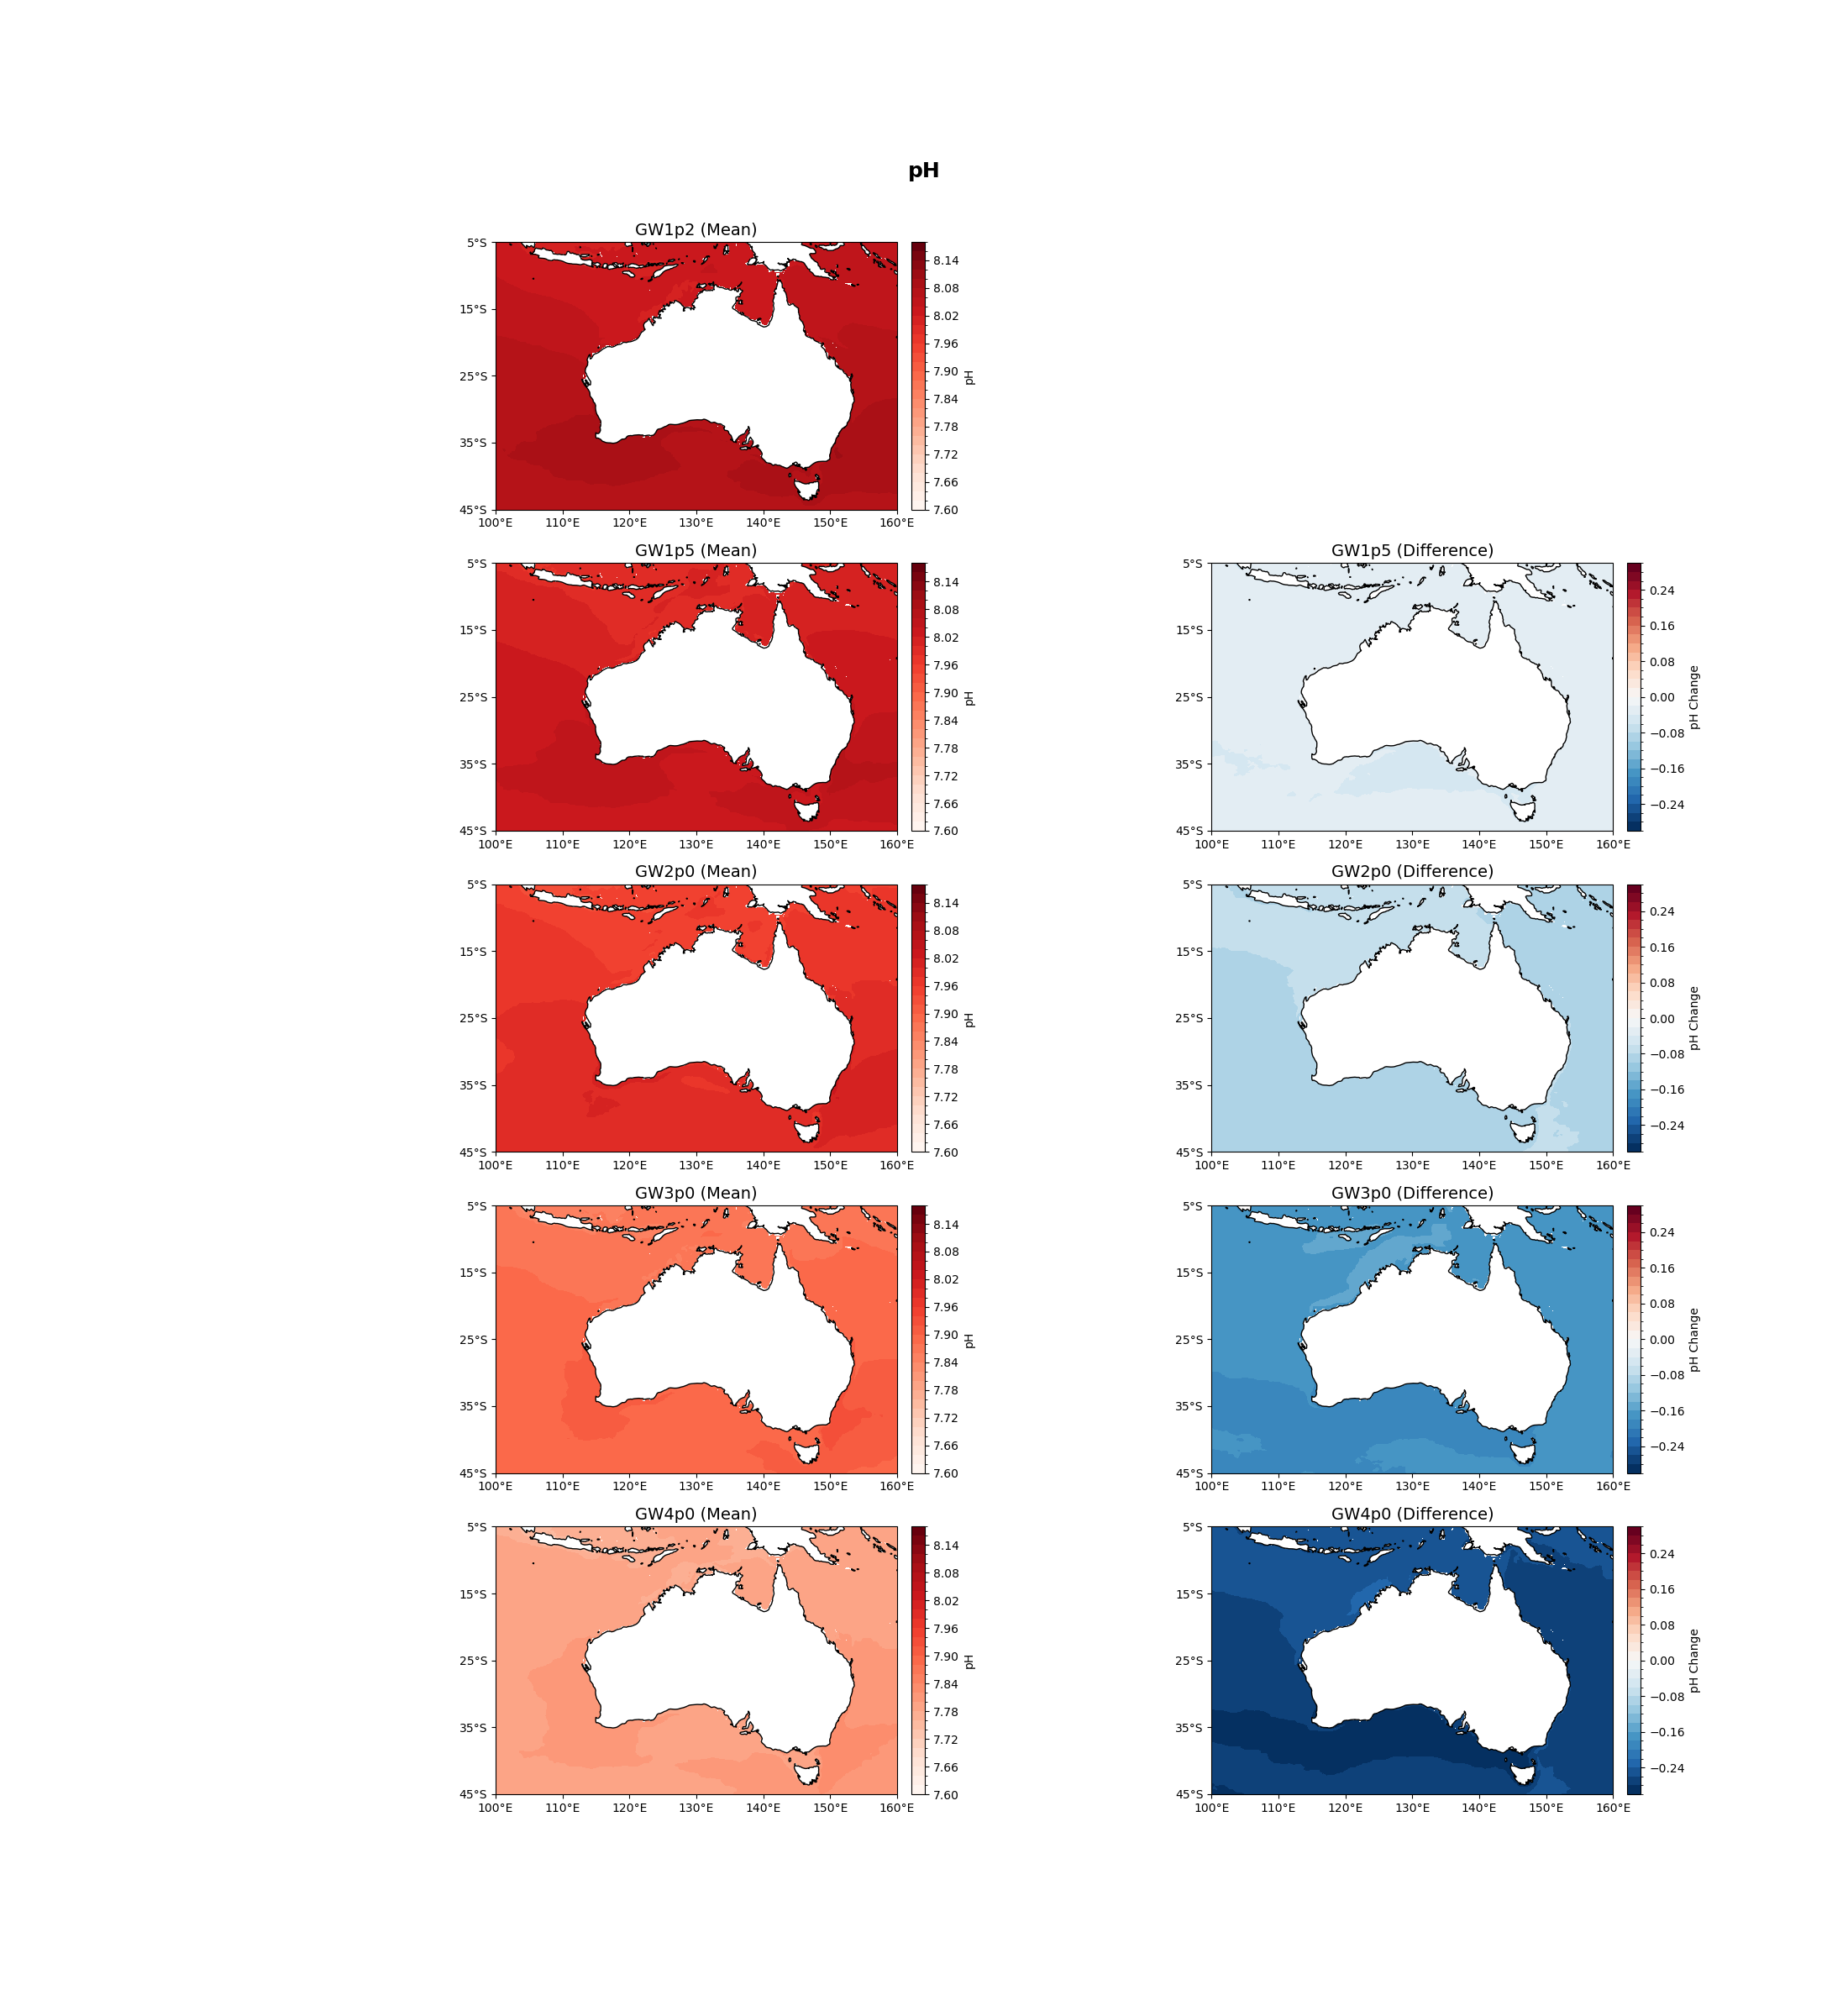 pH
GW1p2 (Mean)
5°S
15°S
25°S
35°S
45°S
100°E 110°E 120°E 130°E 140°E 150°E 160°E
8.14
8.08
8.02
7.96
7.90
7.84
7.78
7.72
7.66
7.60
pH
GW1p5 (Mean)
5°S
15°S
25°S
35°S
45°S
100°E 110°E 120°E 130°E 140°E 150°E 160°E
8.14
8.08
8.02
7.96
7.90
7.84
7.78
7.72
7.66
7.60
pH
GW1p5 (Difference)
5°S
15°S
25°S
35°S
45°S
100°E 110°E 120°E 130°E 140°E 150°E 160°E
0.24
0.16
0.08
0.00
−0.08
−0.16
−0.24
pH Change
GW2p0 (Mean)
5°S
15°S
25°S
35°S
45°S
100°E 110°E 120°E 130°E 140°E 150°E 160°E
8.14
8.08
8.02
7.96
7.90
7.84
7.78
7.72
7.66
7.60
pH
GW2p0 (Difference)
5°S
15°S
25°S
35°S
45°S
100°E 110°E 120°E 130°E 140°E 150°E 160°E
0.24
0.16
0.08
0.00
−0.08
−0.16
−0.24
pH Change
GW3p0 (Mean)
5°S
15°S
25°S
35°S
45°S
100°E 110°E 120°E 130°E 140°E 150°E 160°E
8.14
8.08
8.02
7.96
7.90
7.84
7.78
7.72
7.66
7.60
pH
GW3p0 (Difference)
5°S
15°S
25°S
35°S
45°S
100°E 110°E 120°E 130°E 140°E 150°E 160°E
0.24
0.16
0.08
0.00
−0.08
−0.16
−0.24
pH Change
GW4p0 (Mean)
5°S
15°S
25°S
35°S
45°S
100°E 110°E 120°E 130°E 140°E 150°E 160°E
8.14
8.08
8.02
7.96
7.90
7.84
7.78
7.72
7.66
7.60
pH
GW4p0 (Difference)
5°S
15°S
25°S
35°S
45°S
100°E 110°E 120°E 130°E 140°E 150°E 160°E
0.24
0.16
0.08
0.00
−0.08
−0.16
−0.24
pH Change